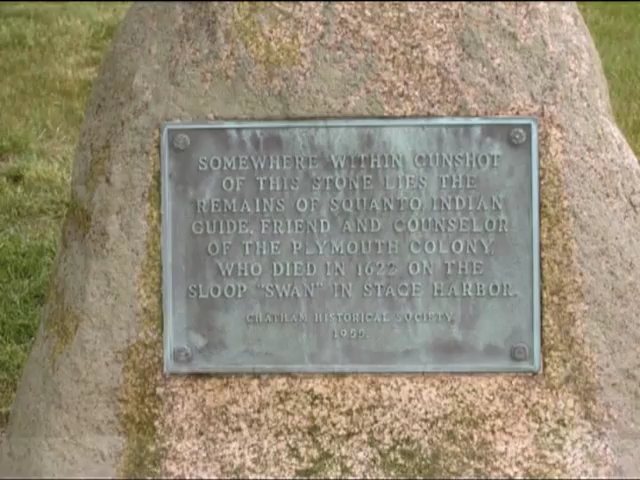 SOMEWHERE WITHIN GUNSHOT
OF THIS STONE LIES THE
REMAINS OF SQUANTO, INDIAN
GUIDE, FRIEND AND COUNSELOR
OF THE PLYMOUTH COLONY,
WHO DIED IN 1622 ON THE
SLOOP "SWAN" IN STAGE HARBOR.
CHATHAM HISTORICAL SOCIETY.
1955.